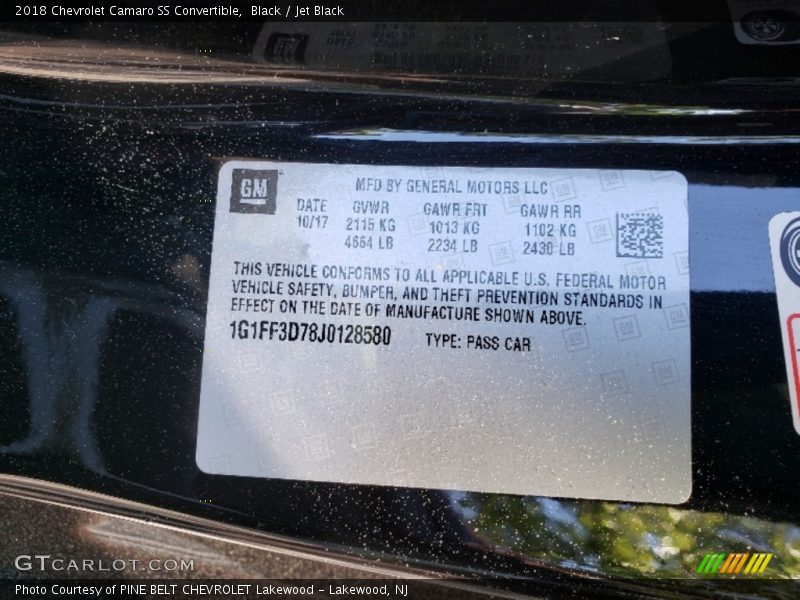 2018 Chevrolet Camaro SS Convertible, Black / Jet Black
GM
MFD BY GENERAL MOTORS LLC
DATE GVWR GAWR FRT GAWR RR
10/17 2115 KG 1013 KG 1102 KG
4664 LB 2234 LB 2430 LB
THIS VEHICLE CONFORMS TO ALL APPLICABLE U.S. FEDERAL MOTOR
VEHICLE SAFETY, BUMPER, AND THEFT PREVENTION STANDARDS IN
EFFECT ON THE DATE OF MANUFACTURE SHOWN ABOVE.
1G1FF3D78J0128580 TYPE: PASS CAR
GTCARLOT.COM
Photo Courtesy of PINE BELT CHEVROLET Lakewood - Lakewood, NJ